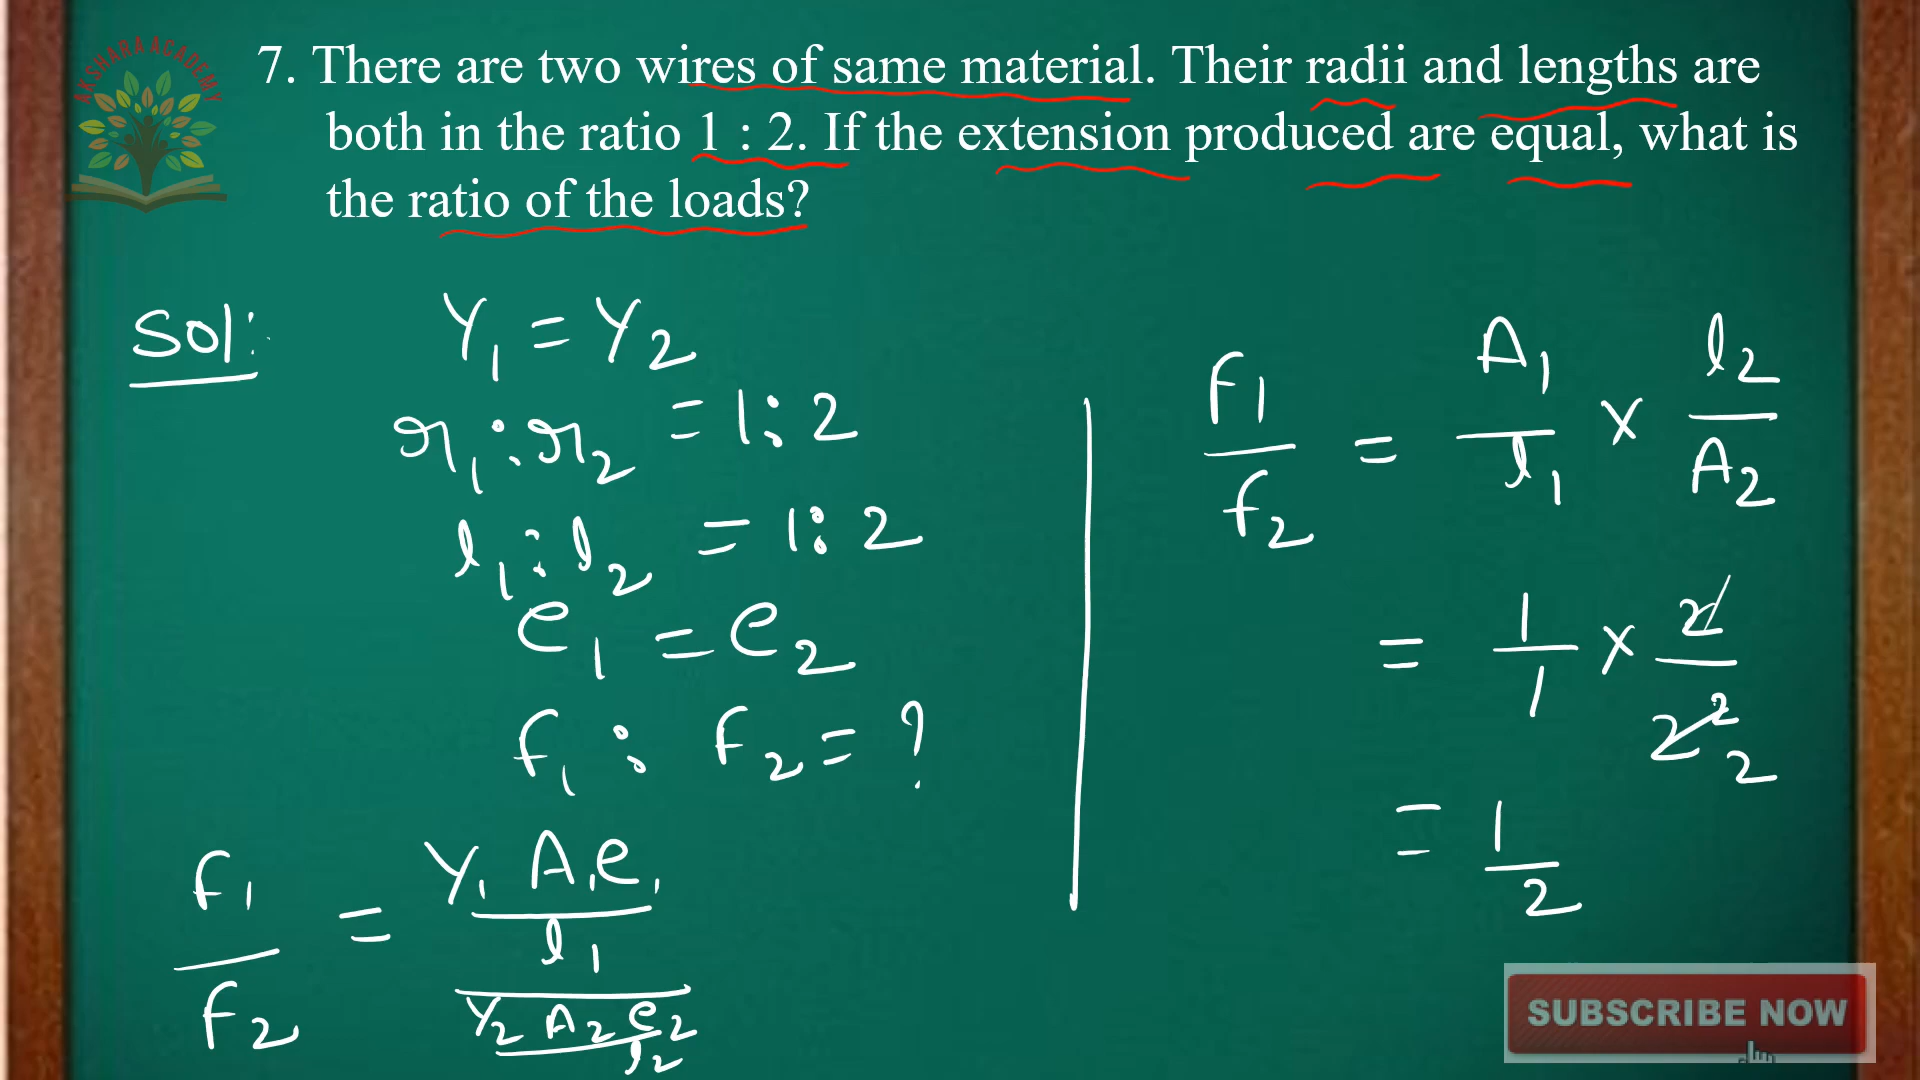 AKSHARA ACADEMY
7. There are two wires of same material. Their radii and lengths are
both in the ratio 1 : 2. If the extension produced are equal, what is
the ratio of the loads?
Sol:
Y₁ = Y₂
r₁ : r₂ = 1 : 2
l₁ : l₂ = 1 : 2
e₁ = e₂
F₁ : F₂ = ?
F₁
/
F₂
=
Y₁ A₁ e₁
/
l₁
/
Y₂ A₂ e₂
/
l₂
F₁/F₂ = A₁/l₁ × l₂/A₂
= 1/1 × 2/2² 2
= 1/2
SUBSCRIBE NOW